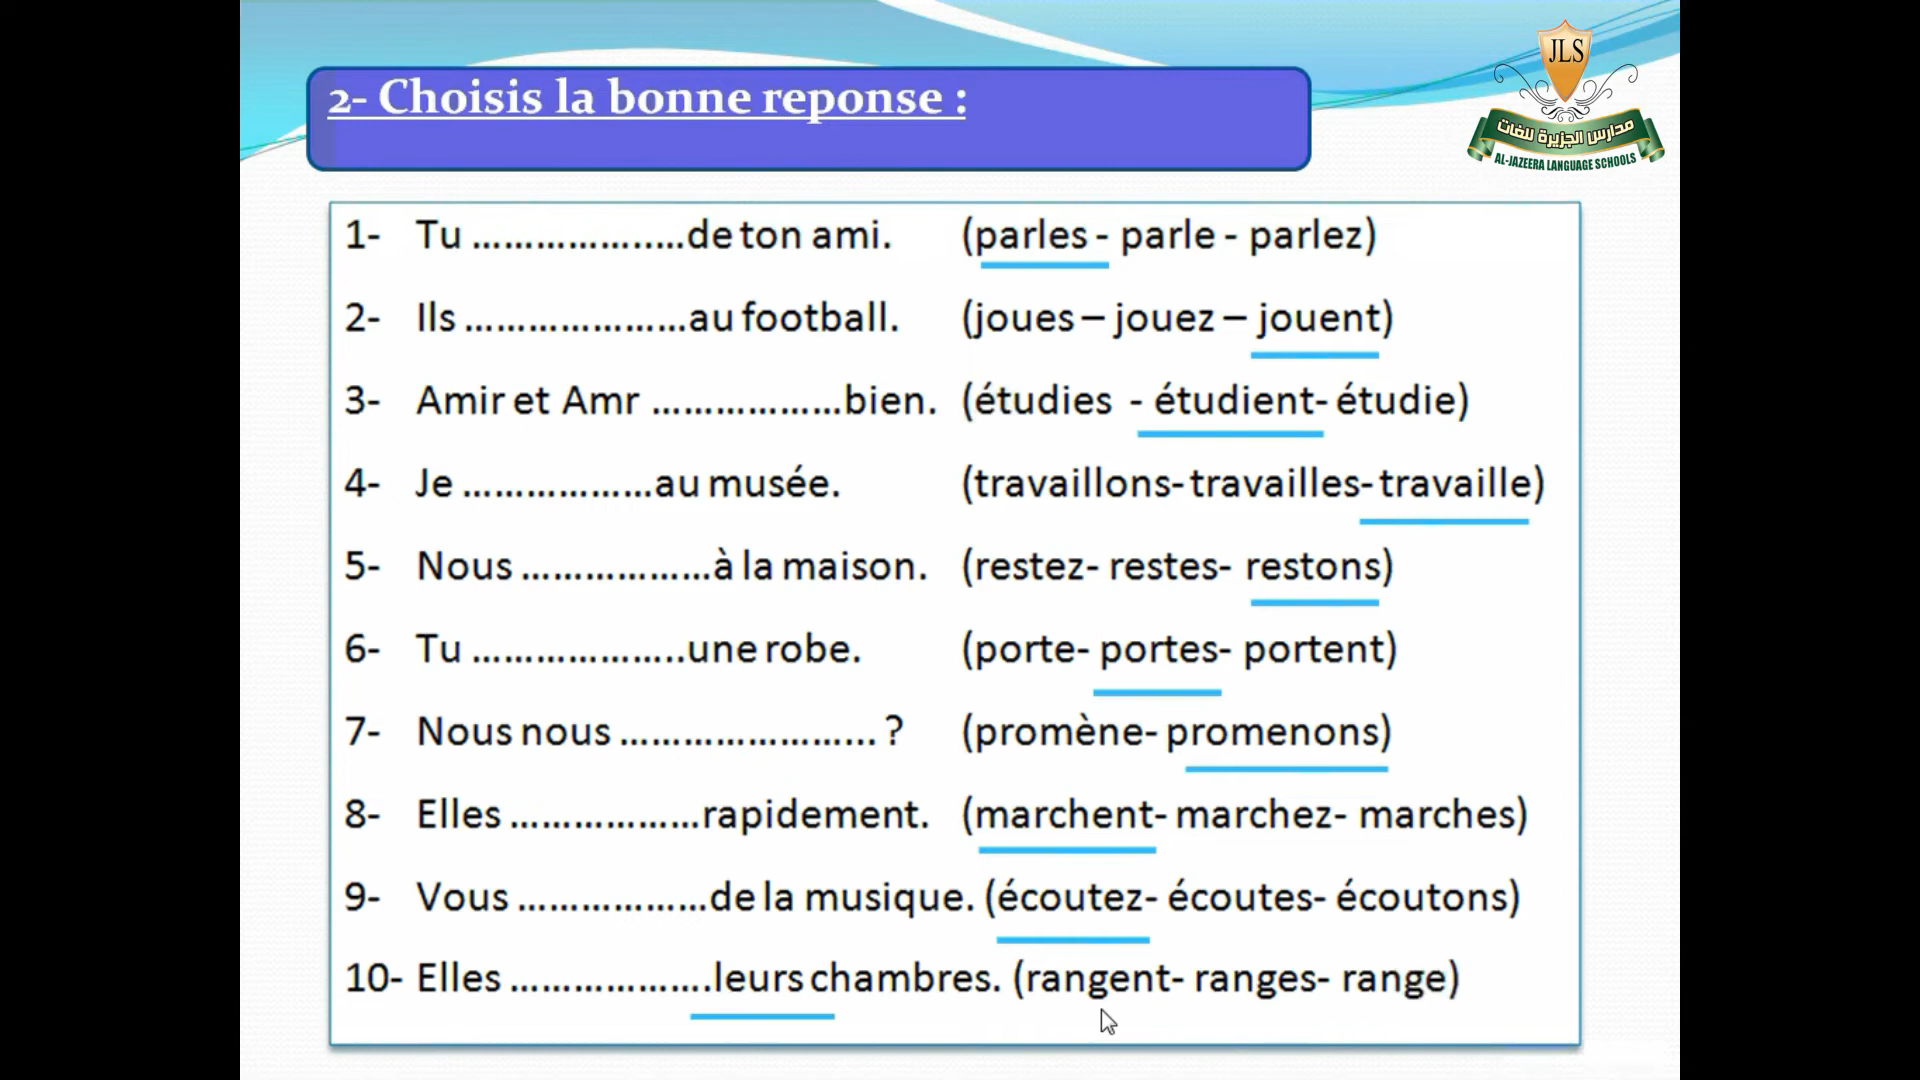 2- Choisis la bonne reponse :
JLS
مدارس الجزيرة للغات
AL-JAZEERA LANGUAGE SCHOOLS
1- Tu ………………..…de ton ami. (parles - parle - parlez)
2- Ils …………………au football. (joues – jouez – jouent)
3- Amir et Amr ………………bien. (étudies - étudient- étudie)
4- Je ………………au musée. (travaillons- travailles- travaille)
5- Nous ………………à la maison. (restez- restes- restons)
6- Tu ………………..une robe. (porte- portes- portent)
7- Nous nous …………………... ? (promène- promenons)
8- Elles ………………rapidement. (marchent- marchez- marches)
9- Vous ………………de la musique. (écoutez- écoutes- écoutons)
10- Elles ……………….leurs chambres. (rangent- ranges- range)